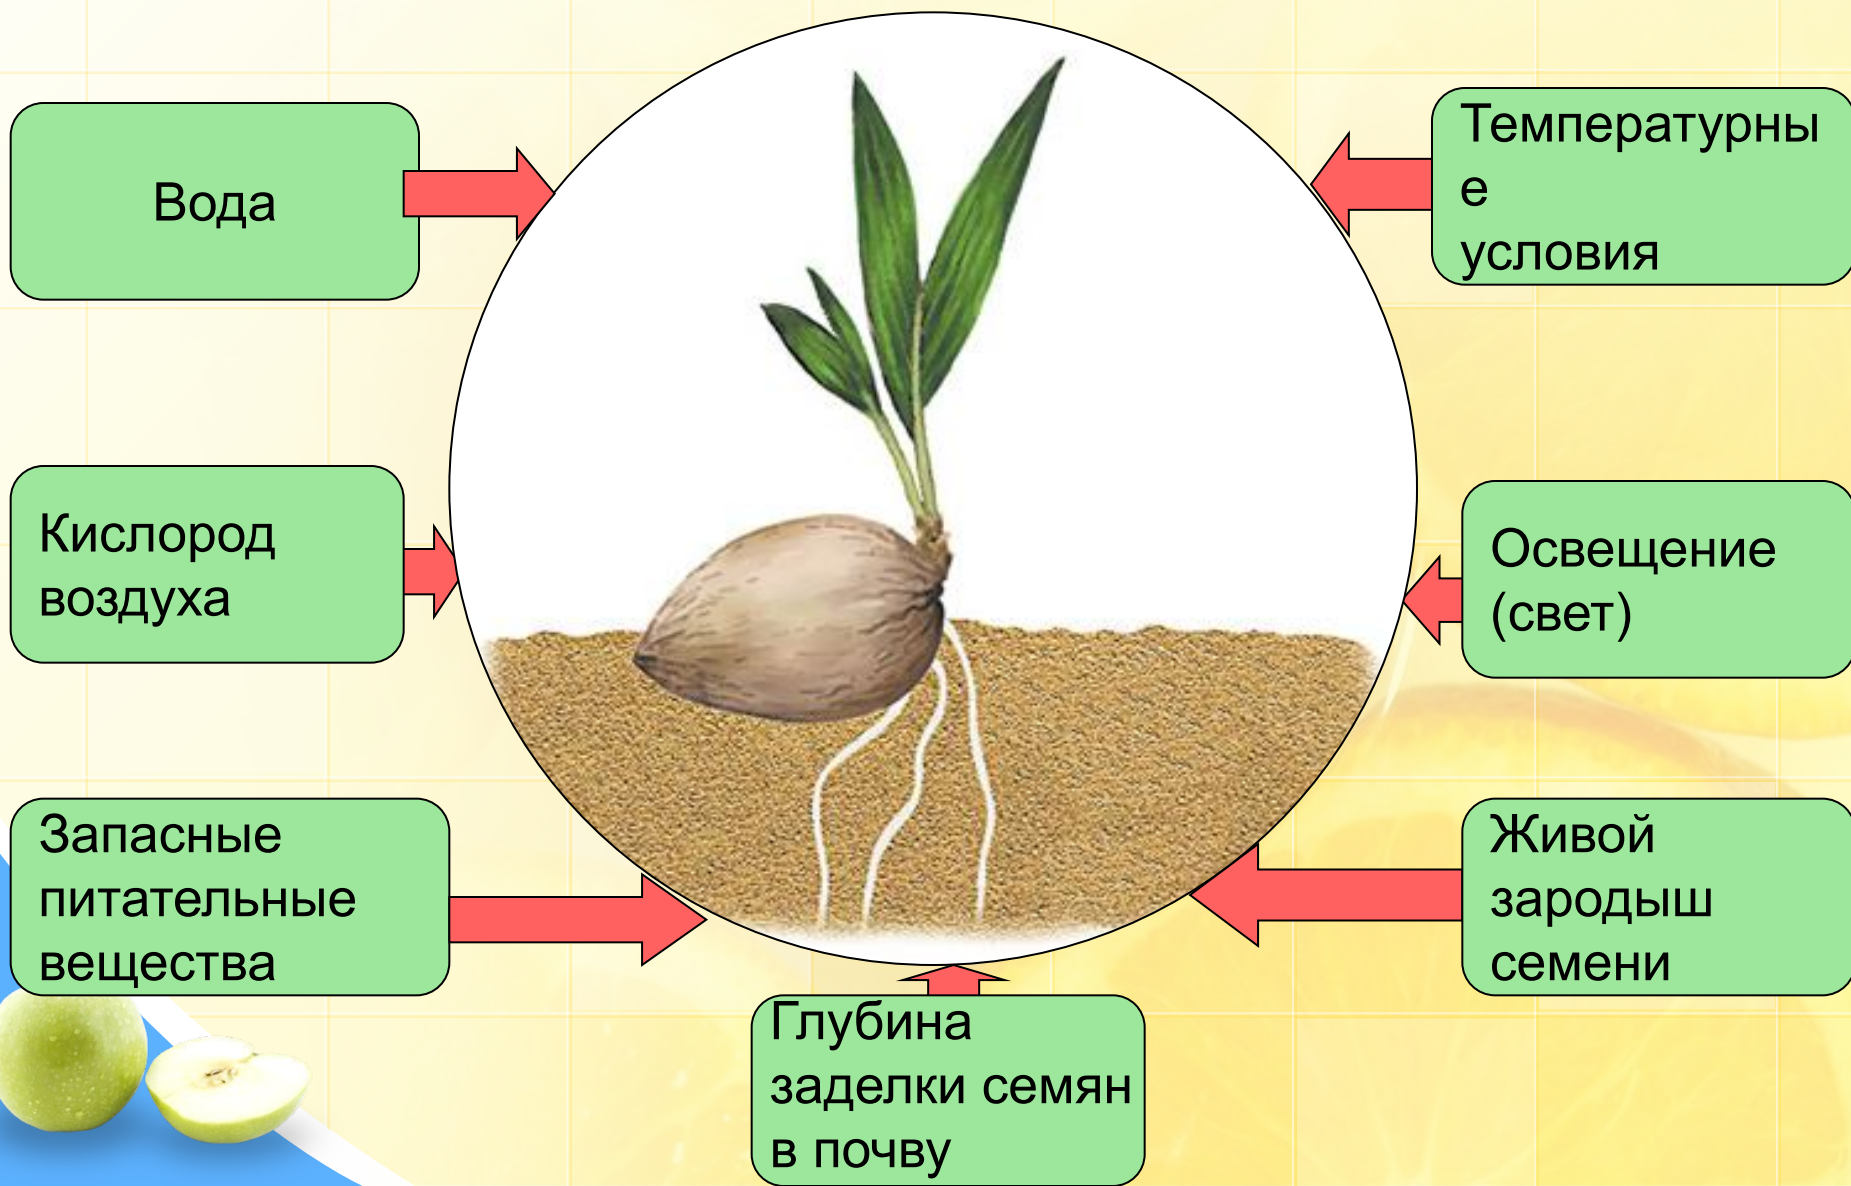 Вода
Температурны
е
условия
Кислород
воздуха
Освещение
(свет)
Запасные
питательные
вещества
Живой
зародыш
семени
Глубина
заделки семян
в почву